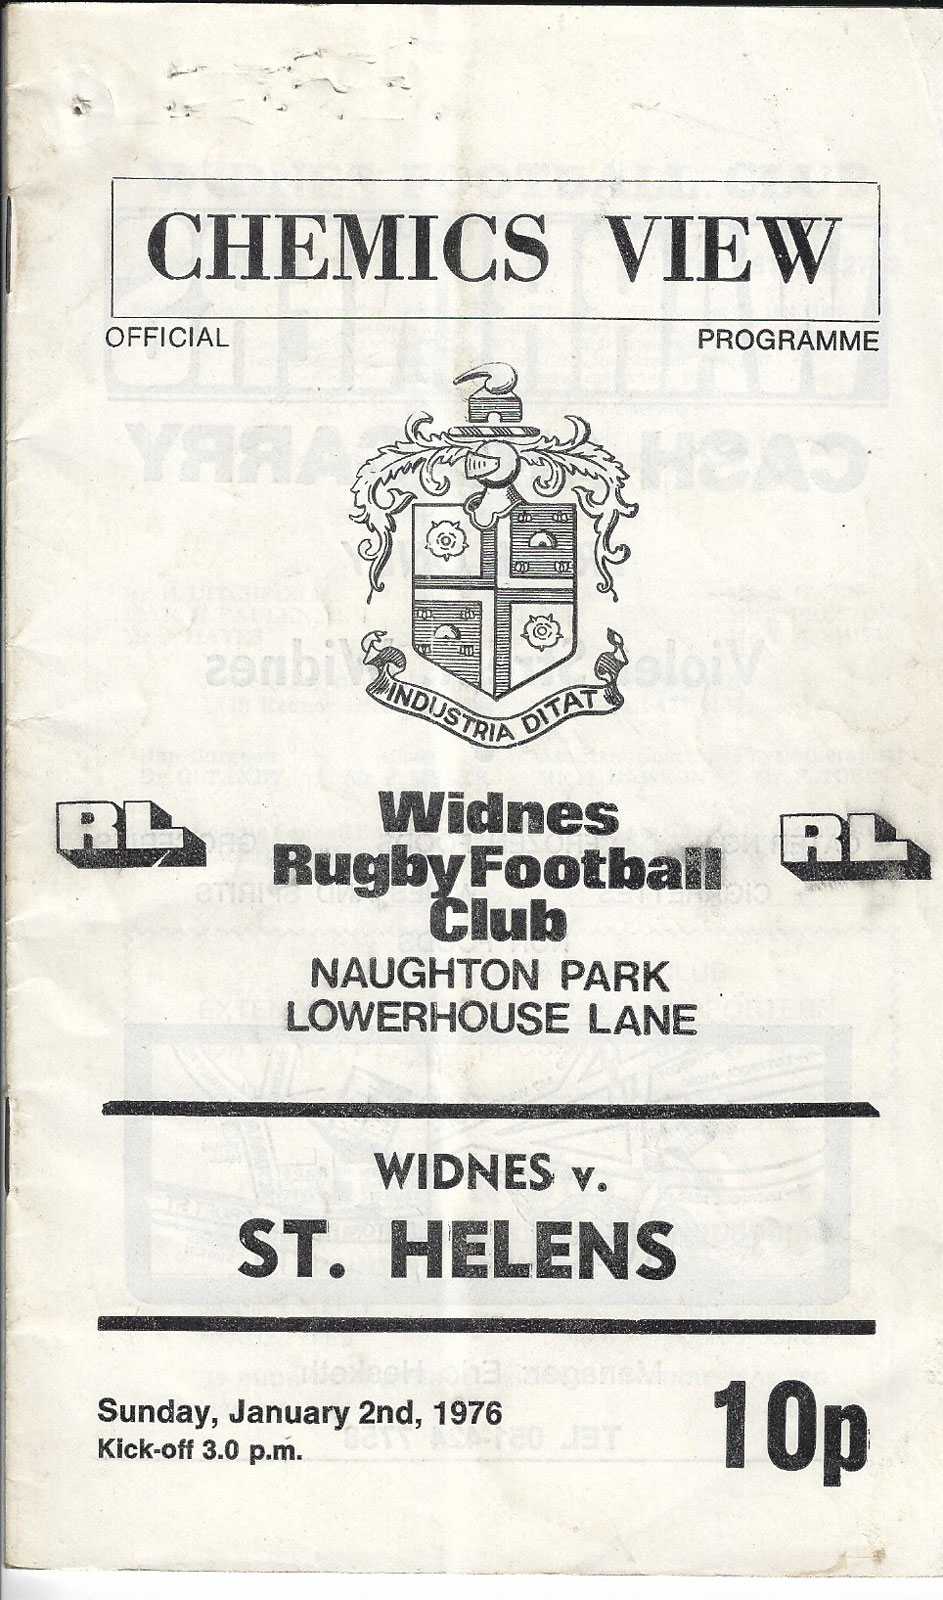 CHEMICS VIEW
OFFICIAL PROGRAMME
INDUSTRIA DITAT
RL RL
Widnes
Rugby Football
Club
NAUGHTON PARK
LOWERHOUSE LANE
WIDNES v.
ST. HELENS
Sunday, January 2nd, 1976
Kick-off 3.0 p.m.
10p